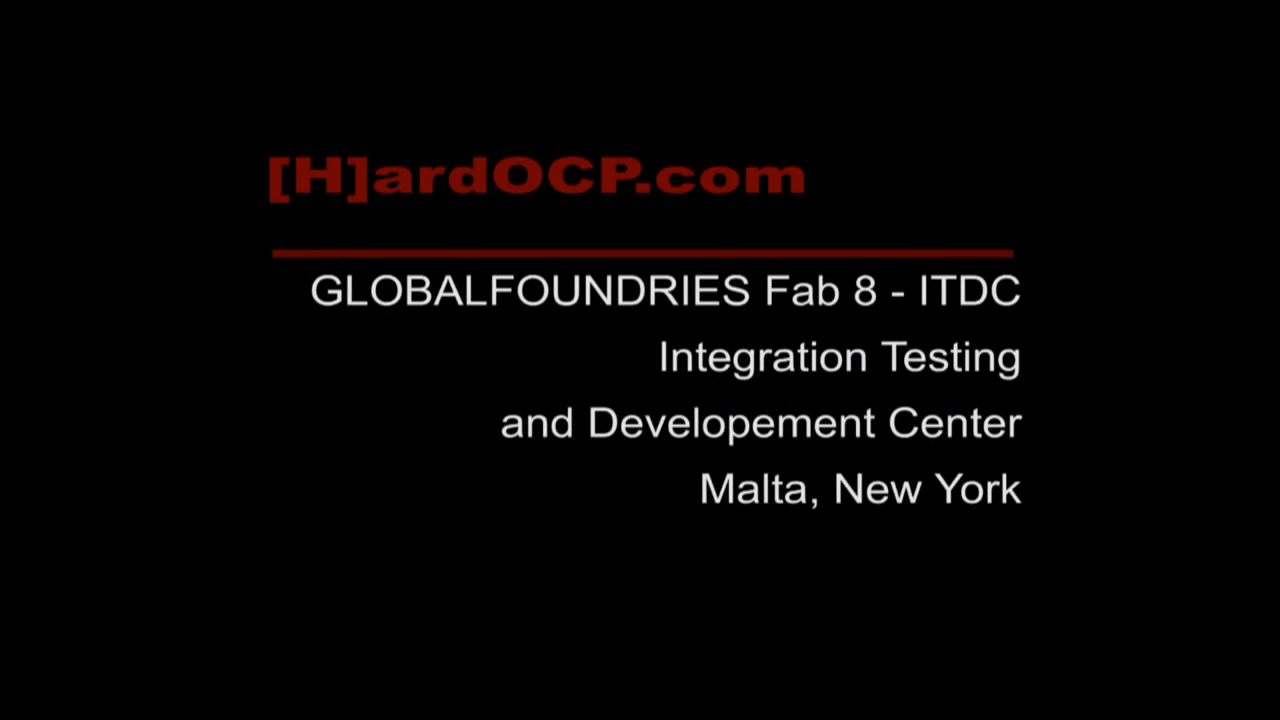 [H]ardOCP.com
GLOBALFOUNDRIES Fab 8 - ITDC
Integration Testing
and Developement Center
Malta, New York